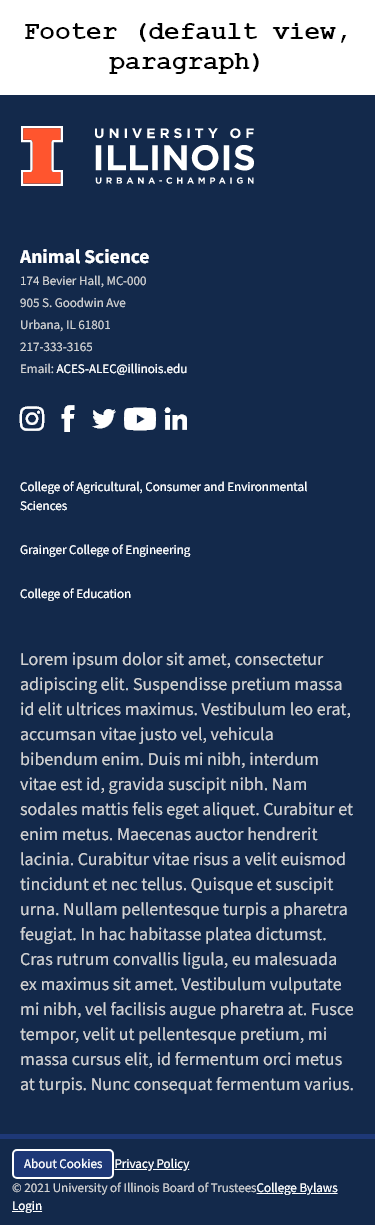 Footer (default view,
paragraph)
UNIVERSITY OF
ILLINOIS
URBANA-CHAMPAIGN
Animal Science
174 Bevier Hall, MC-000
905 S. Goodwin Ave
Urbana, IL 61801
217-333-3165
Email: ACES-ALEC@illinois.edu
College of Agricultural, Consumer and Environmental
Sciences
Grainger College of Engineering
College of Education
Lorem ipsum dolor sit amet, consectetur
adipiscing elit. Suspendisse pretium massa
id elit ultrices maximus. Vestibulum leo erat,
accumsan vitae justo vel, vehicula
bibendum enim. Duis mi nibh, interdum
vitae est id, gravida suscipit nibh. Nam
sodales mattis felis eget aliquet. Curabitur et
enim metus. Maecenas auctor hendrerit
lacinia. Curabitur vitae risus a velit euismod
tincidunt et nec tellus. Quisque et suscipit
urna. Nullam pellentesque turpis a pharetra
feugiat. In hac habitasse platea dictumst.
Cras rutrum convallis ligula, eu malesuada
ex maximus sit amet. Vestibulum vulputate
mi nibh, vel facilisis augue pharetra at. Fusce
tempor, velit ut pellentesque pretium, mi
massa cursus elit, id fermentum orci metus
at turpis. Nunc consequat fermentum varius.
About Cookies Privacy Policy
© 2021 University of Illinois Board of TrusteesCollege Bylaws
Login